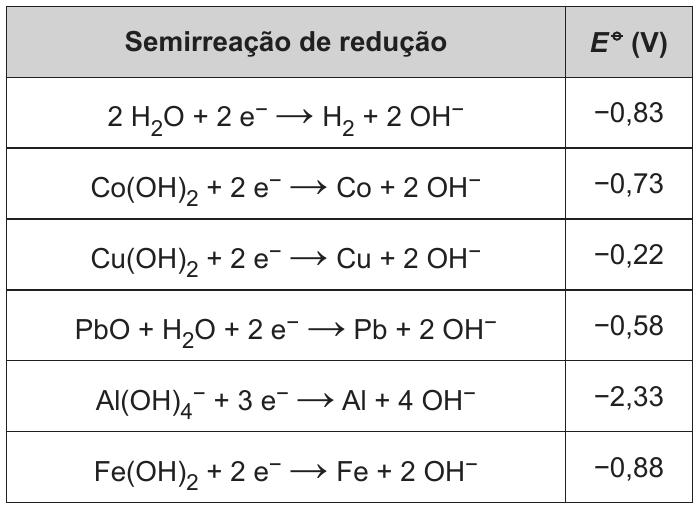 Semirreação de redução E⦵ (V)
2 H₂O + 2 e⁻ ⟶ H₂ + 2 OH⁻ −0,83
Co(OH)₂ + 2 e⁻ ⟶ Co + 2 OH⁻ −0,73
Cu(OH)₂ + 2 e⁻ ⟶ Cu + 2 OH⁻ −0,22
PbO + H₂O + 2 e⁻ ⟶ Pb + 2 OH⁻ −0,58
Al(OH)₄⁻ + 3 e⁻ ⟶ Al + 4 OH⁻ −2,33
Fe(OH)₂ + 2 e⁻ ⟶ Fe + 2 OH⁻ −0,88